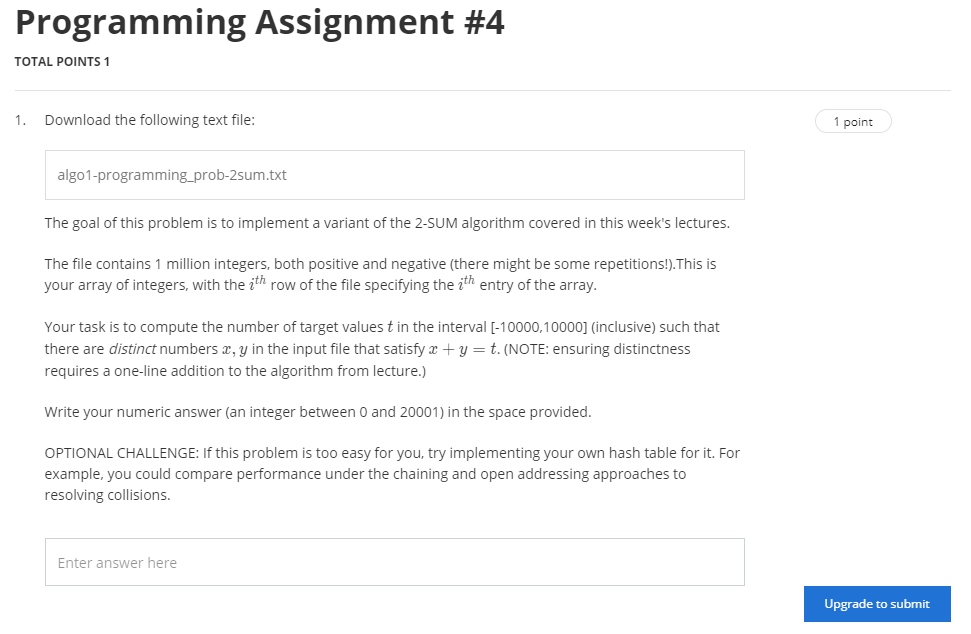 Programming Assignment #4
TOTAL POINTS 1
1. Download the following text file:
1 point
algo1-programming_prob-2sum.txt
The goal of this problem is to implement a variant of the 2-SUM algorithm covered in this week's lectures.
The file contains 1 million integers, both positive and negative (there might be some repetitions!).This is
your array of integers, with the i^th row of the file specifying the i^th entry of the array.
Your task is to compute the number of target values t in the interval [-10000,10000] (inclusive) such that
there are distinct numbers x, y in the input file that satisfy x + y = t. (NOTE: ensuring distinctness
requires a one-line addition to the algorithm from lecture.)
Write your numeric answer (an integer between 0 and 20001) in the space provided.
OPTIONAL CHALLENGE: If this problem is too easy for you, try implementing your own hash table for it. For
example, you could compare performance under the chaining and open addressing approaches to
resolving collisions.
Enter answer here
Upgrade to submit